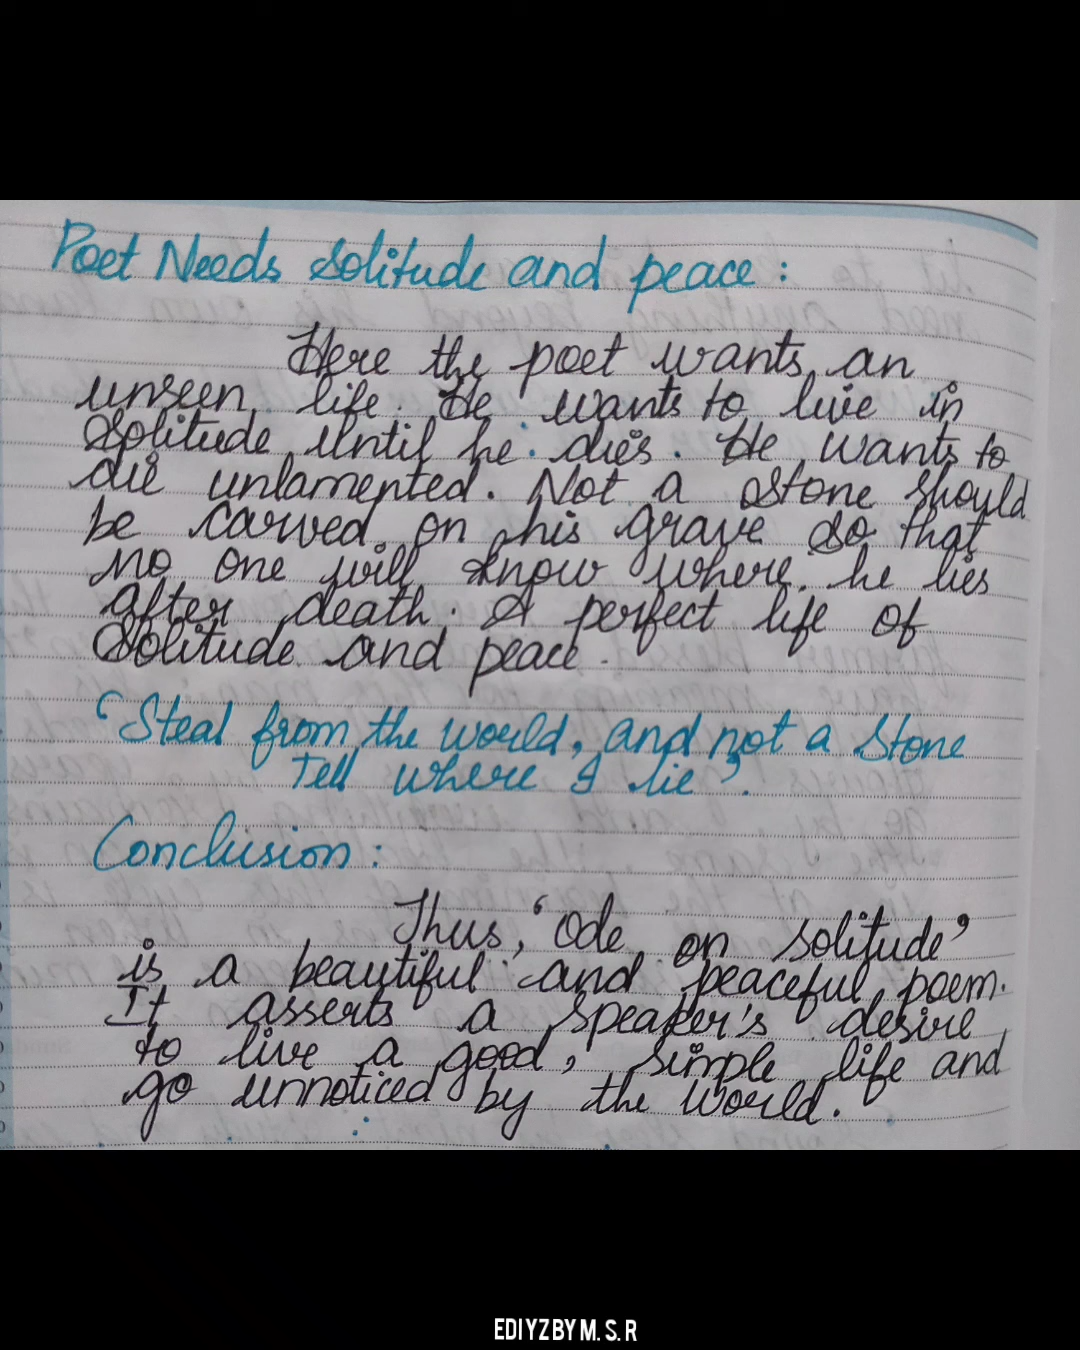 Poet Needs solitude and peace :
Here the poet wants an
unseen life. He wants to live in
Solitude until he dies. He wants to
die unlamented. Not a stone should
be carved on his grave so that
no one will know where he lies
after death. A perfect life of
Solitude and peace.
'Steal from the world, and not a stone
Tell where I lie'.
Conclusion :
Thus, 'Ode on solitude'
is a beautiful and peaceful poem.
It asserts a speaker's desire
to live a good, simple life and
go unnoticed by the world.
EDIYZBY M. S. R